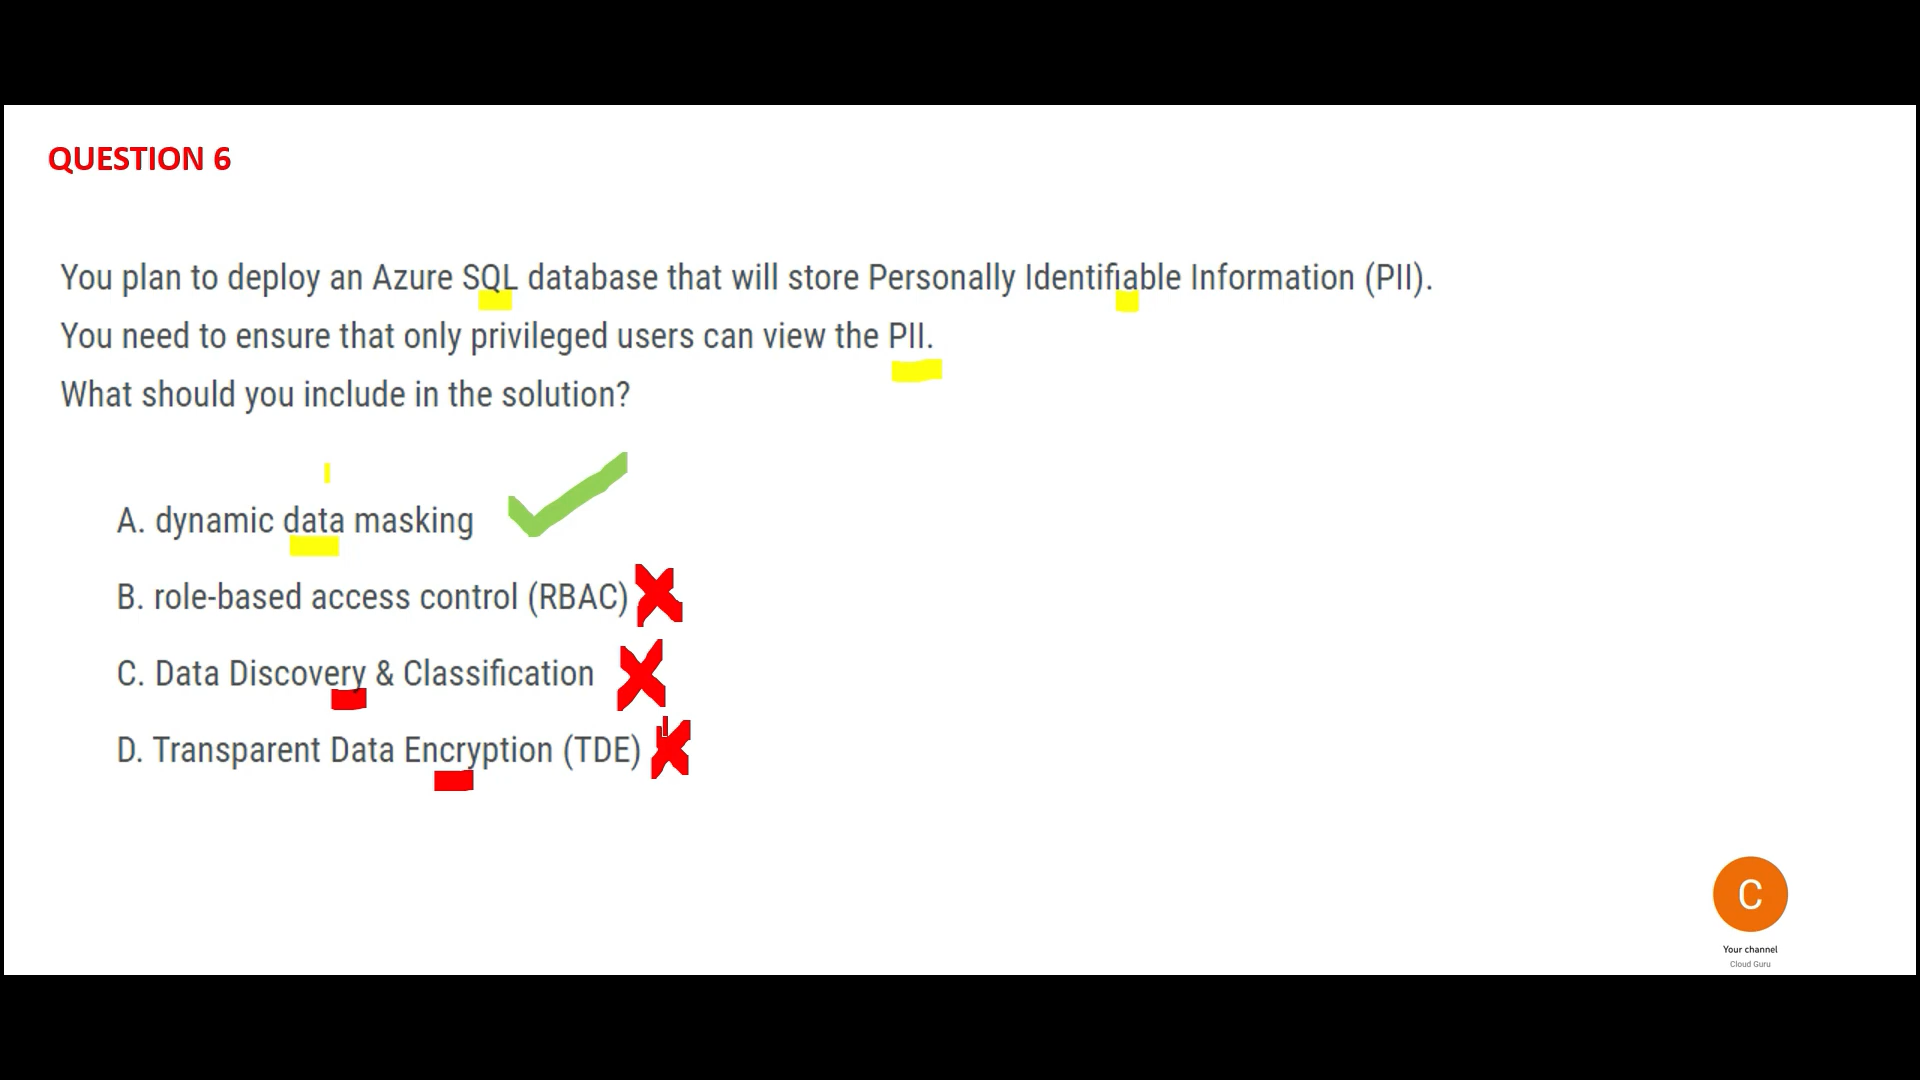 QUESTION 6
You plan to deploy an Azure SQL database that will store Personally Identifiable Information (PII).
You need to ensure that only privileged users can view the PII.
What should you include in the solution?
A. dynamic data masking
B. role-based access control (RBAC)
C. Data Discovery & Classification
D. Transparent Data Encryption (TDE)
C
Your channel
Cloud Guru